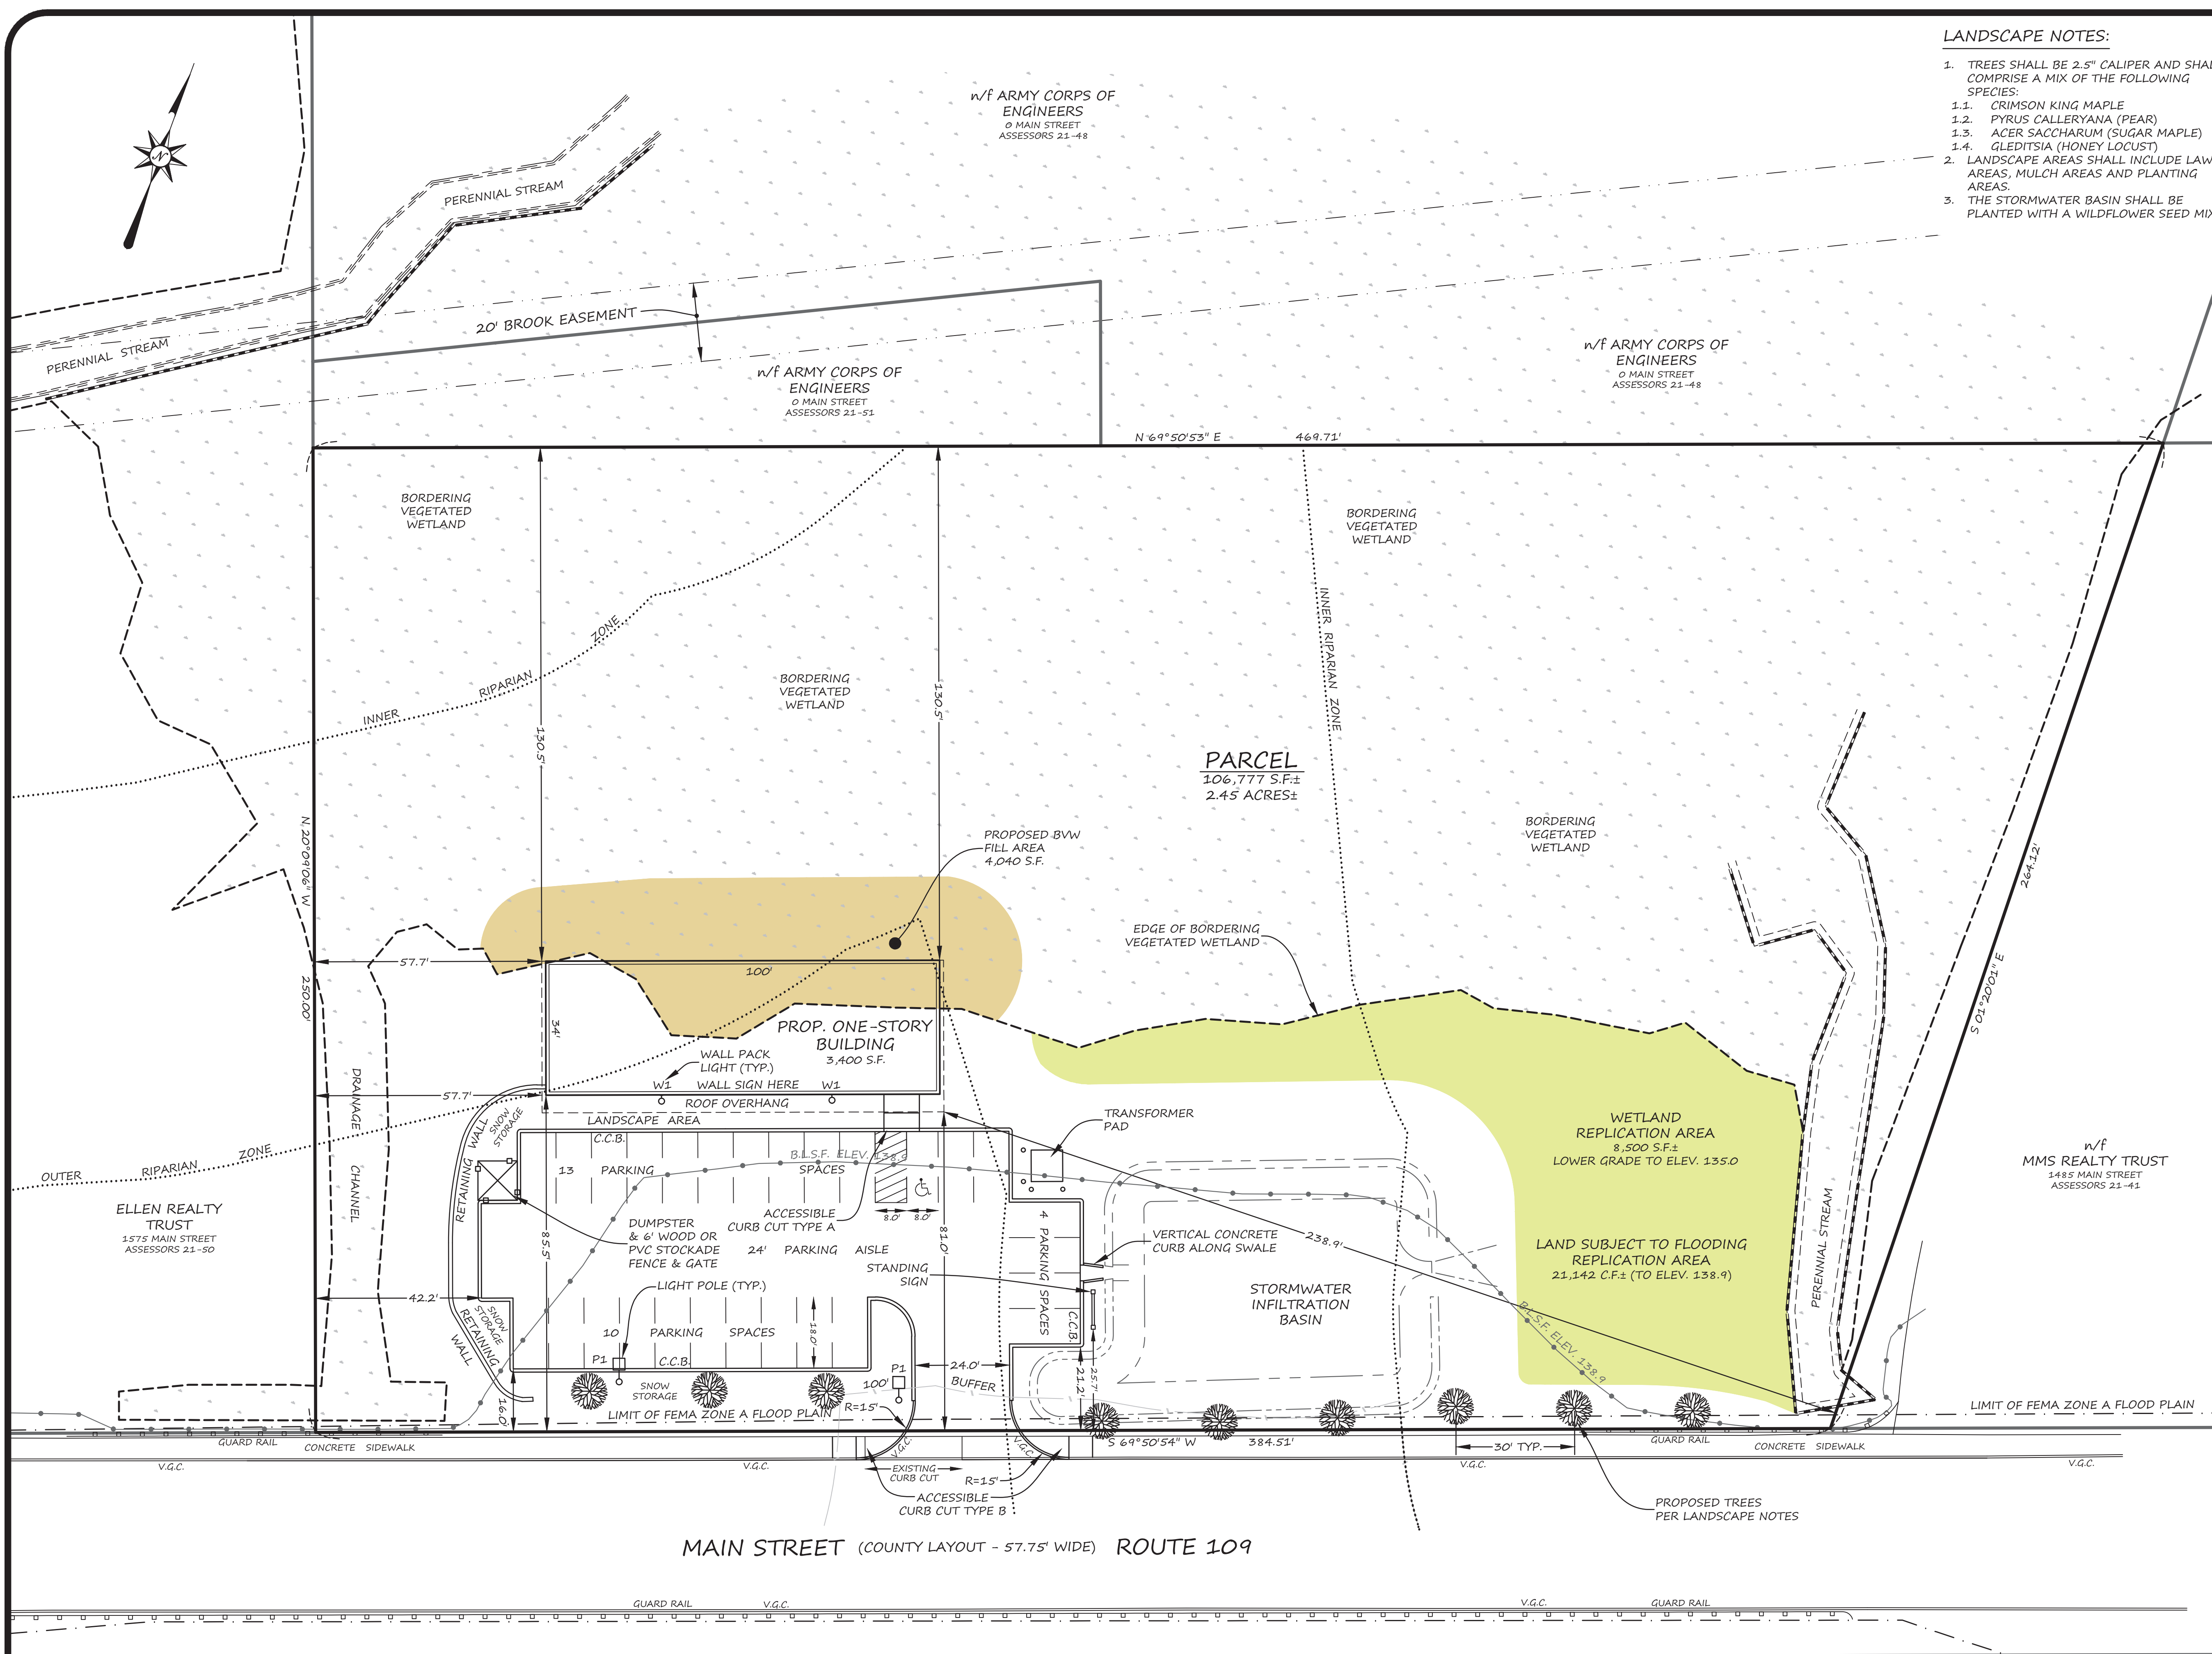 LANDSCAPE NOTES:
1. TREES SHALL BE 2.5" CALIPER AND
COMPRISE A MIX OF THE FOLLOWING
SPECIES:
1.1. CRIMSON KING MAPLE
1.2. PYRUS CALLERYANA (PEAR)
1.3. ACER SACCHARUM (SUGAR MAPLE)
1.4. GLEDITSIA (HONEY LOCUST)
2. LANDSCAPE AREAS SHALL INCLUDE
AREAS, MULCH AREAS AND PLANTING
AREAS.
3. THE STORMWATER BASIN SHALL BE
PLANTED WITH A WILDFLOWER SEED
N
n/f ARMY CORPS OF
ENGINEERS
0 MAIN STREET
ASSESSORS 21-48
PERENNIAL STREAM
PERENNIAL STREAM
20' BROOK EASEMENT
n/f ARMY CORPS OF
ENGINEERS
0 MAIN STREET
ASSESSORS 21-51
n/f ARMY CORPS OF
ENGINEERS
0 MAIN STREET
ASSESSORS 21-48
N 69°50'53" E 469.71'
BORDERING
VEGETATED
WETLAND
BORDERING
VEGETATED
WETLAND
INNER RIPARIAN ZONE
INNER RIPARIAN ZONE
BORDERING
VEGETATED
WETLAND
130.5'
130.5'
PARCEL
106,777 S.F.±
2.45 ACRES±
PROPOSED BVW
FILL AREA
4,040 S.F.
BORDERING
VEGETATED
WETLAND
N 20°09'06" W
250.00'
264.12'
S 01°20'01" E
EDGE OF BORDERING
VEGETATED WETLAND
57.7'
100'
34'
PROP. ONE-STORY
BUILDING
3,400 S.F.
WALL PACK
LIGHT (TYP.)
W1 WALL SIGN HERE W1
57.7'
ROOF OVERHANG
LANDSCAPE AREA
C.C.B.
DRAINAGE CHANNEL
RETAINING WALL
SNOW
STORAGE
TRANSFORMER
PAD
WETLAND
REPLICATION AREA
8,500 S.F.±
LOWER GRADE TO ELEV. 135.0
n/f
MMS REALTY TRUST
1485 MAIN STREET
ASSESSORS 21-41
OUTER RIPARIAN ZONE
B.L.S.F. ELEV. 138.9
13 PARKING SPACES
ELLEN REALTY
TRUST
1575 MAIN STREET
ASSESSORS 21-50
ACCESSIBLE
CURB CUT TYPE A
8.0' 8.0'
DUMPSTER
& 6' WOOD OR
PVC STOCKADE
FENCE & GATE
24' PARKING AISLE
85.5'
81.0'
4 PARKING SPACES
C.C.B.
STANDING
SIGN
VERTICAL CONCRETE
CURB ALONG SWALE
238.9'
LAND SUBJECT TO FLOODING
REPLICATION AREA
21,142 C.F.± (TO ELEV. 138.9)
PERENNIAL STREAM
LIGHT POLE (TYP.)
42.2'
STORMWATER
INFILTRATION
BASIN
SNOW
STORAGE
RETAINING
WALL
10 PARKING SPACES
18.0'
B.L.S.F. ELEV. 138.9
P1 C.C.B.
P1
24.0'
SNOW
STORAGE
100' BUFFER
21.2'
25.7'
16.0'
R=15'
LIMIT OF FEMA ZONE A FLOOD PLAIN
LIMIT OF FEMA ZONE A FLOOD PLAIN
GUARD RAIL CONCRETE SIDEWALK
V.G.C.
V.G.C.
S 69°50'54" W 384.51'
30' TYP.
GUARD RAIL CONCRETE SIDEWALK
V.G.C.
V.G.C.
EXISTING
CURB CUT
R=15'
V.G.C.
V.G.C.
ACCESSIBLE
CURB CUT TYPE B
PROPOSED TREES
PER LANDSCAPE NOTES
MAIN STREET (COUNTY LAYOUT - 57.75' WIDE) ROUTE 109
GUARD RAIL V.G.C.
V.G.C. GUARD RAIL